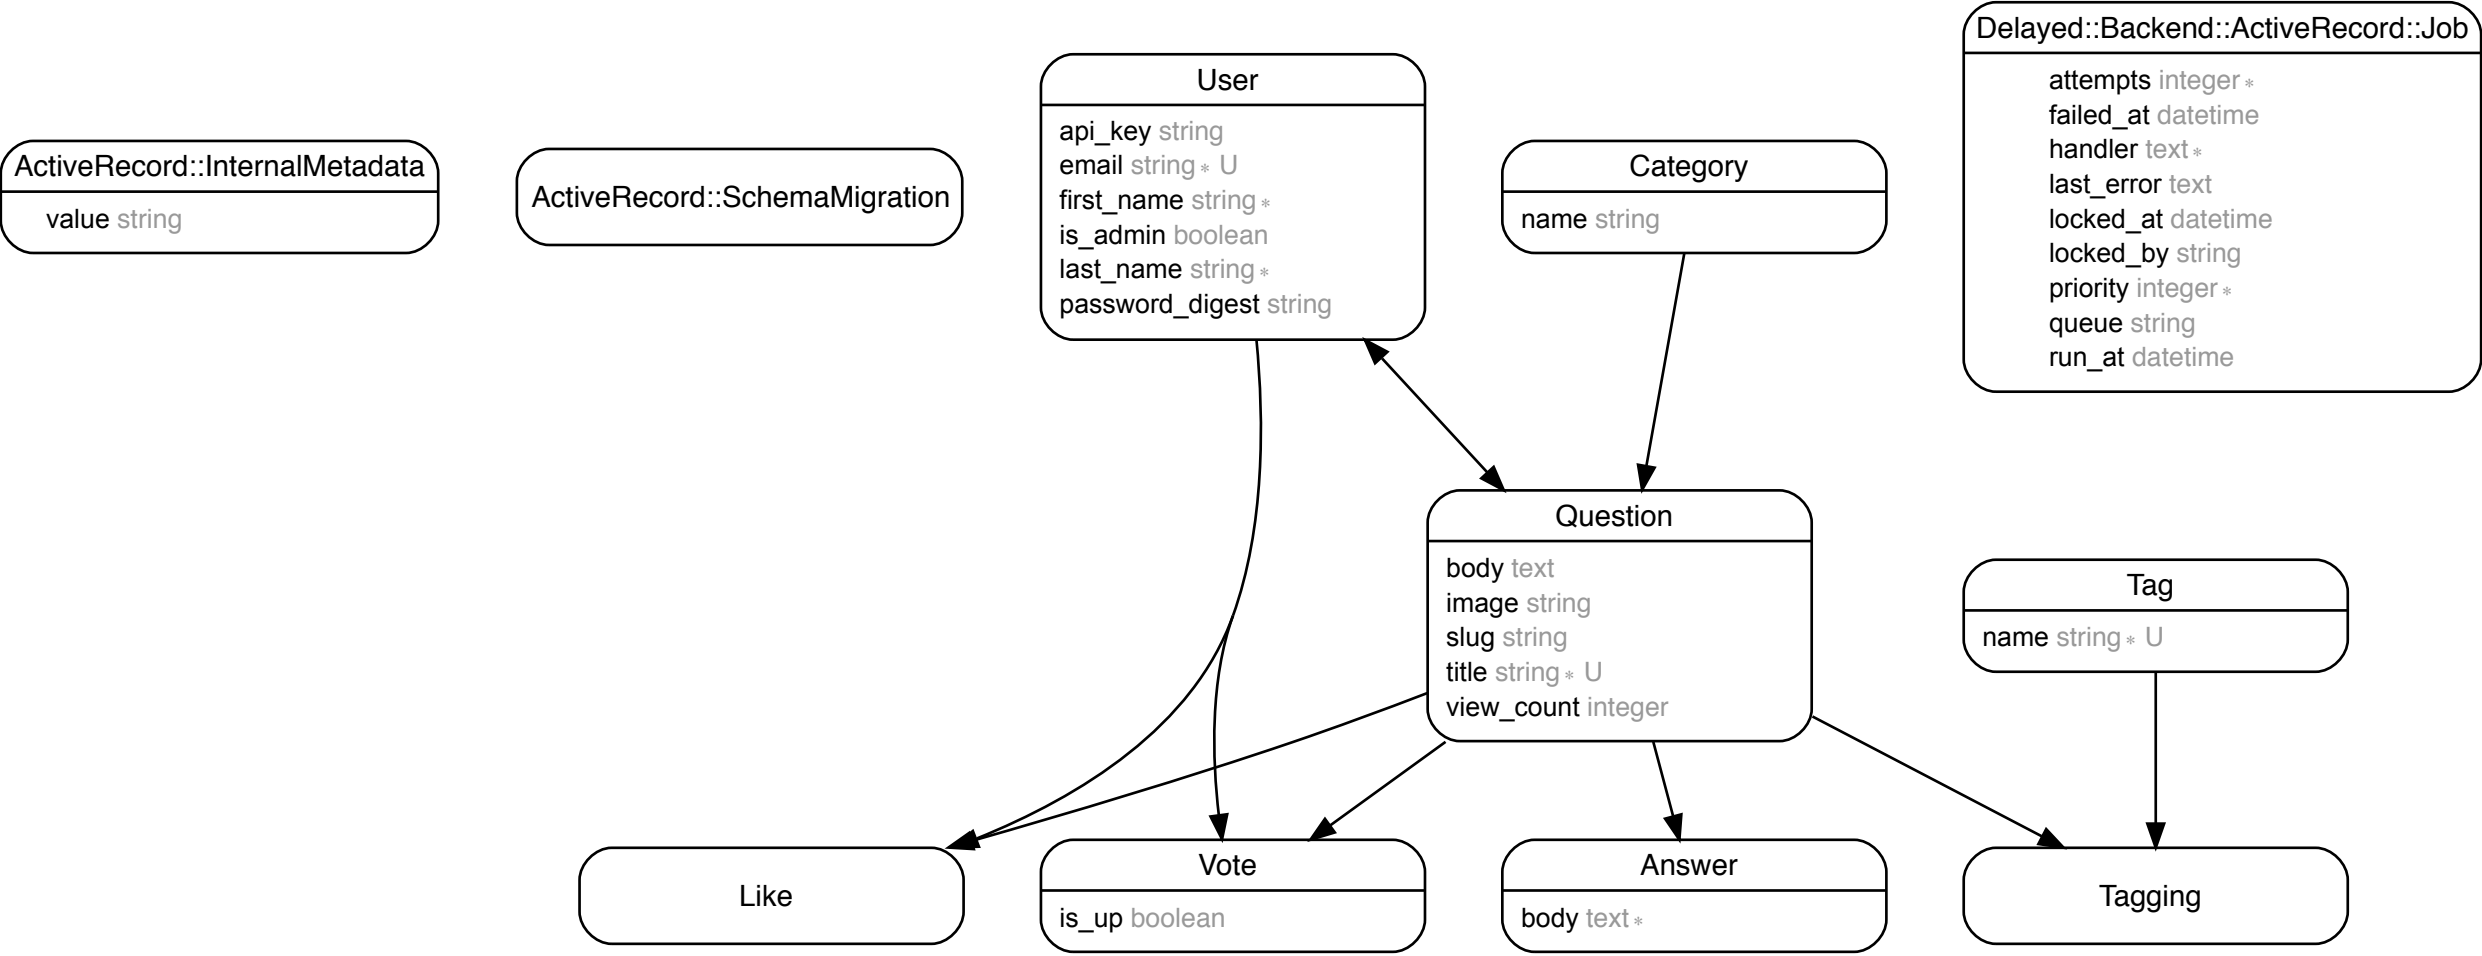 Delayed::Backend::ActiveRecord::Job
attempts integer *
failed_at datetime
handler text *
last_error text
locked_at datetime
locked_by string
priority integer *
queue string
run_at datetime
User
api_key string
email string * U
first_name string *
is_admin boolean
last_name string *
password_digest string
ActiveRecord::InternalMetadata
value string
ActiveRecord::SchemaMigration
Category
name string
Question
body text
image string
slug string
title string * U
view_count integer
Tag
name string * U
Like
Vote
is_up boolean
Answer
body text *
Tagging